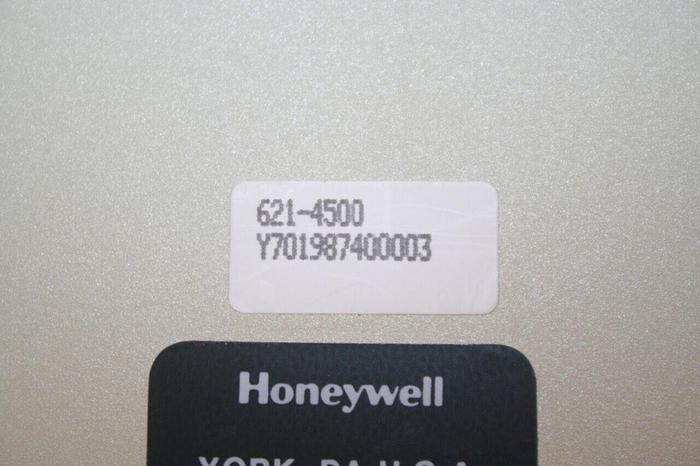 621-4500
Y701987400003
Honeywell
YORK, PA U.S.A.